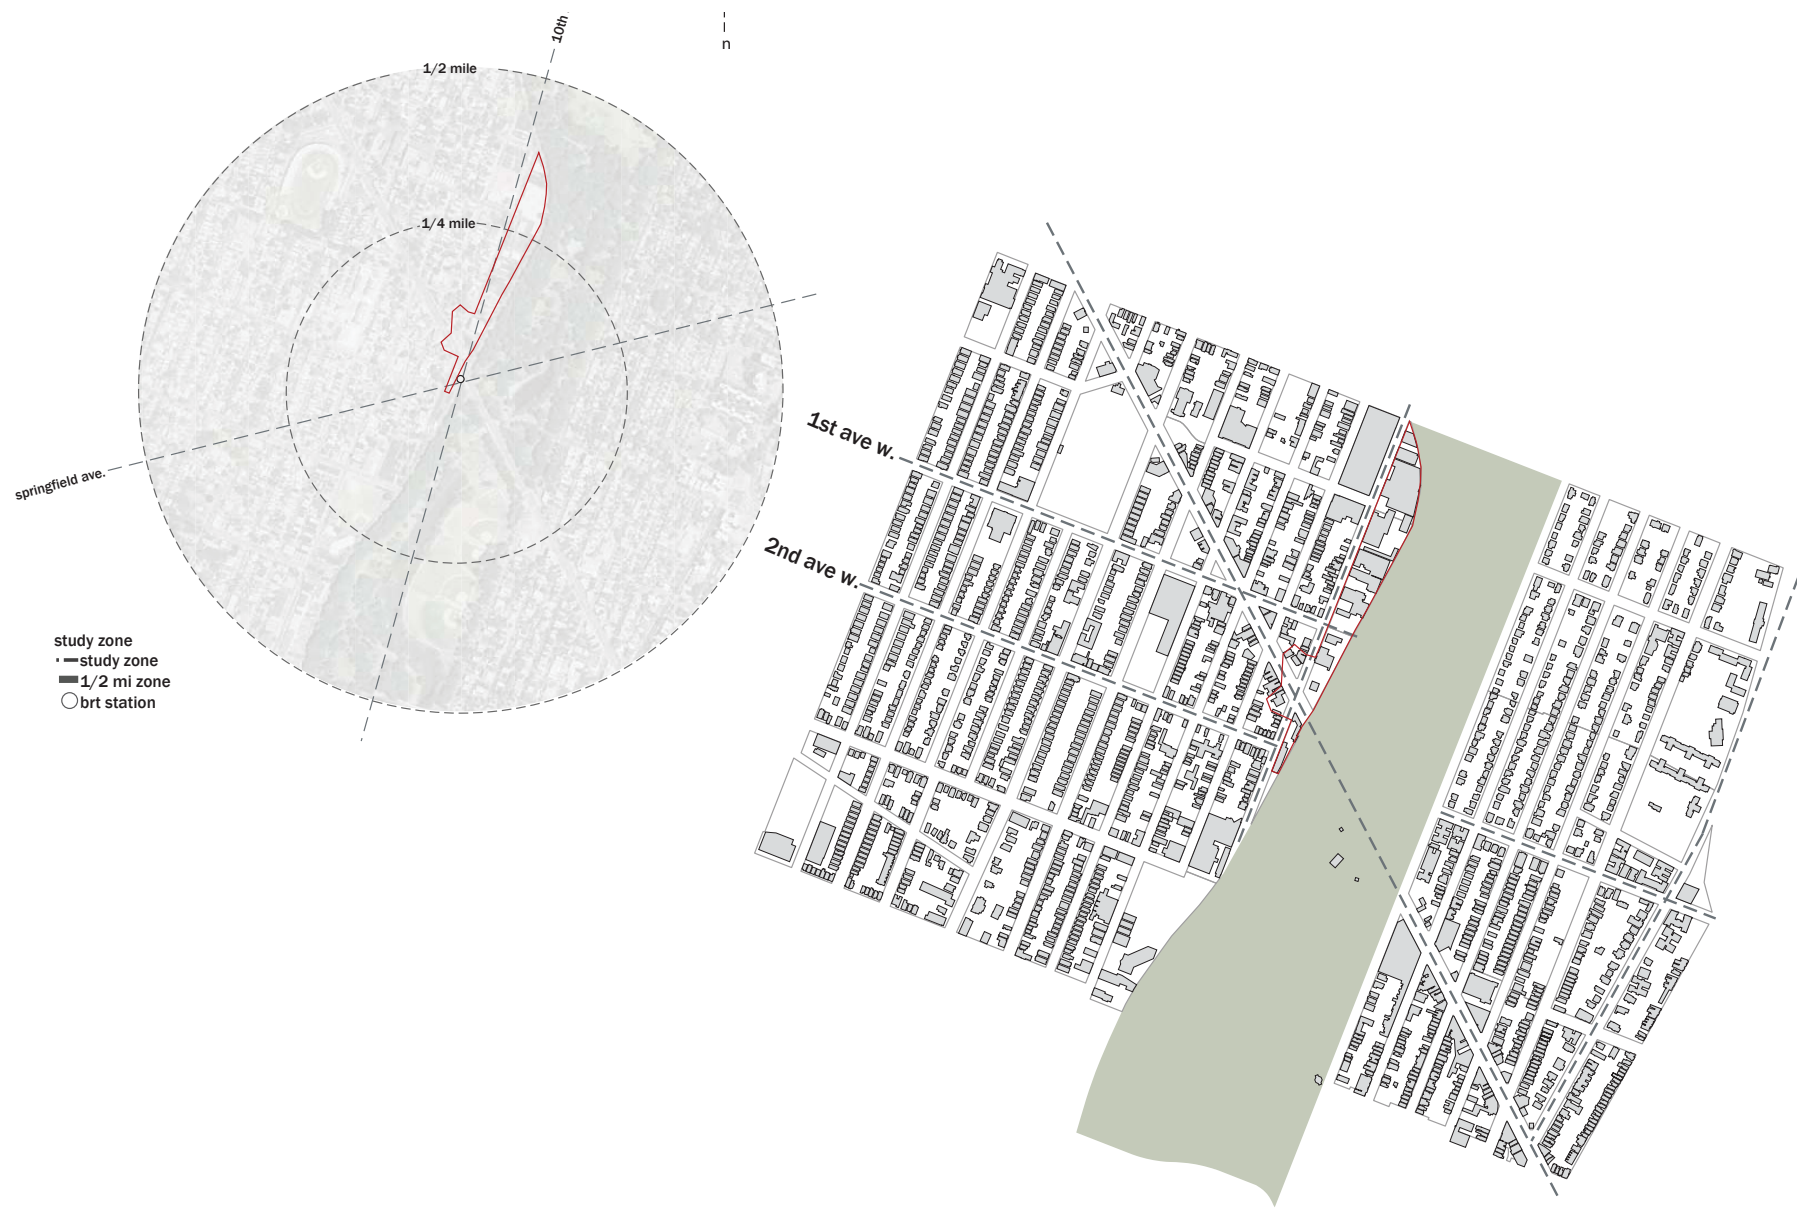 10th
n
1/2 mile
1/4 mile
springfield ave.
1st ave w.
2nd ave w.
study zone
study zone
1/2 mi zone
brt station